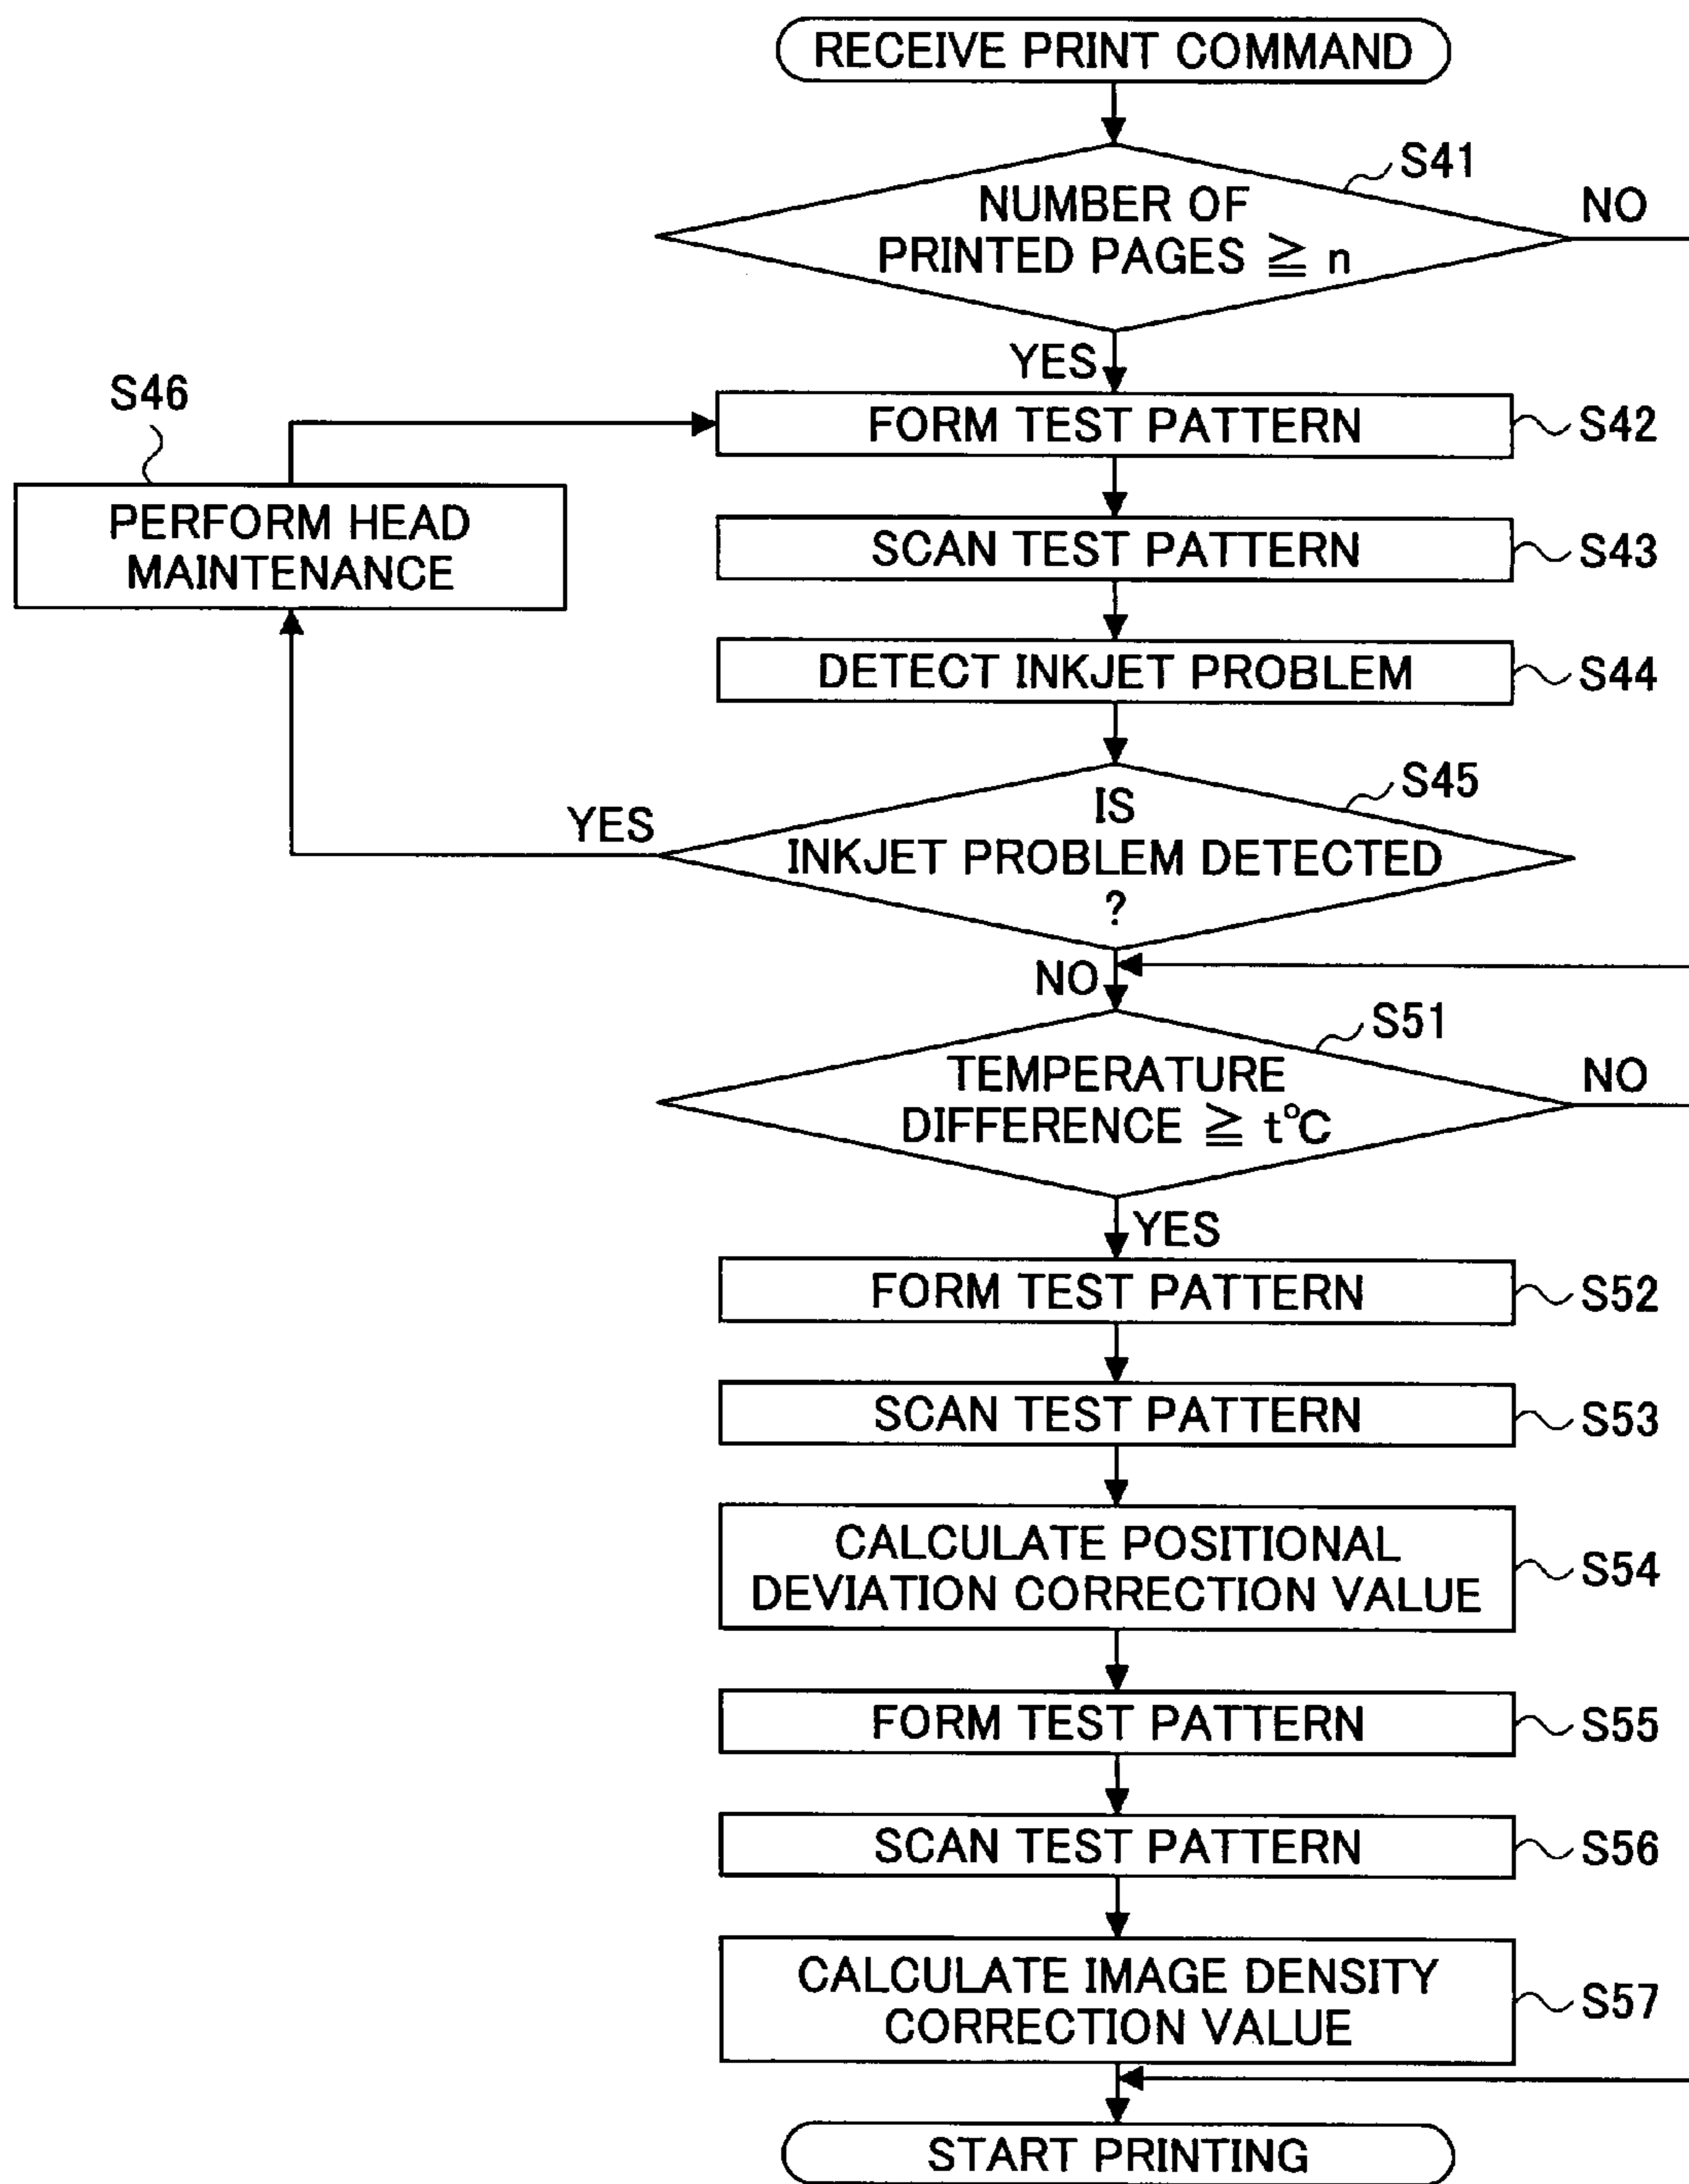 RECEIVE PRINT COMMAND
S41
NUMBER OF
PRINTED PAGES ≧ n
NO
YES
S46
FORM TEST PATTERN
S42
PERFORM HEAD
MAINTENANCE
SCAN TEST PATTERN
S43
DETECT INKJET PROBLEM
S44
S45
IS
INKJET PROBLEM DETECTED
?
YES
NO
S51
TEMPERATURE
DIFFERENCE ≧ t°C
NO
YES
FORM TEST PATTERN
S52
SCAN TEST PATTERN
S53
CALCULATE POSITIONAL
DEVIATION CORRECTION VALUE
S54
FORM TEST PATTERN
S55
SCAN TEST PATTERN
S56
CALCULATE IMAGE DENSITY
CORRECTION VALUE
S57
START PRINTING